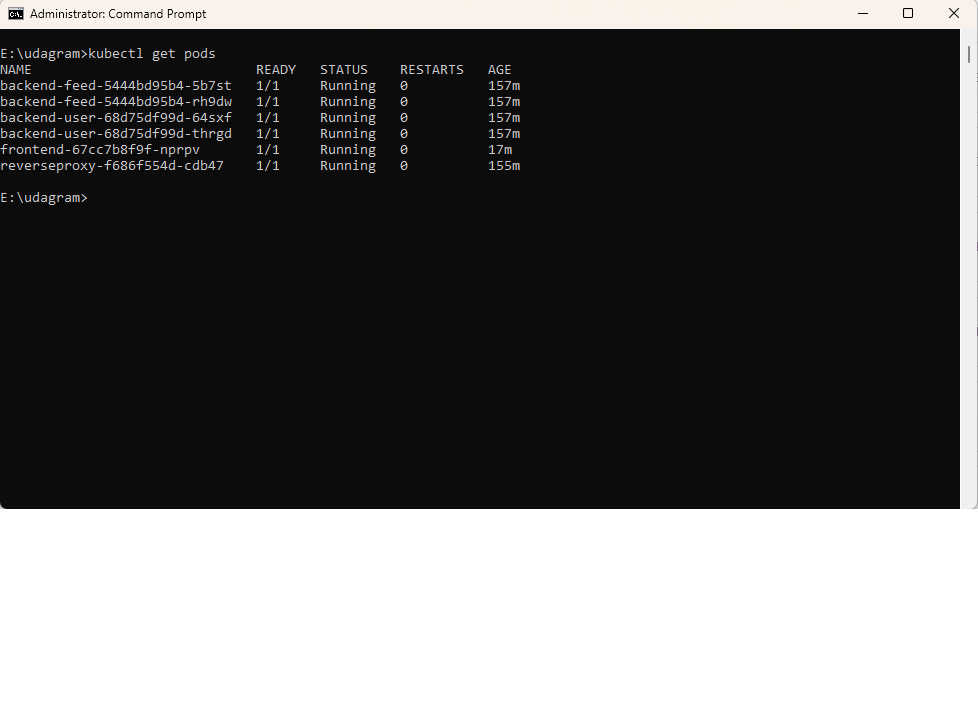 Administrator: Command Prompt
E:\udagram>kubectl get pods
NAME                            READY   STATUS    RESTARTS   AGE
backend-feed-5444bd95b4-5b7st   1/1     Running   0          157m
backend-feed-5444bd95b4-rh9dw   1/1     Running   0          157m
backend-user-68d75df99d-64sxf   1/1     Running   0          157m
backend-user-68d75df99d-thrgd   1/1     Running   0          157m
frontend-67cc7b8f9f-nprpv       1/1     Running   0          17m
reverseproxy-f686f554d-cdb47    1/1     Running   0          155m
E:\udagram>